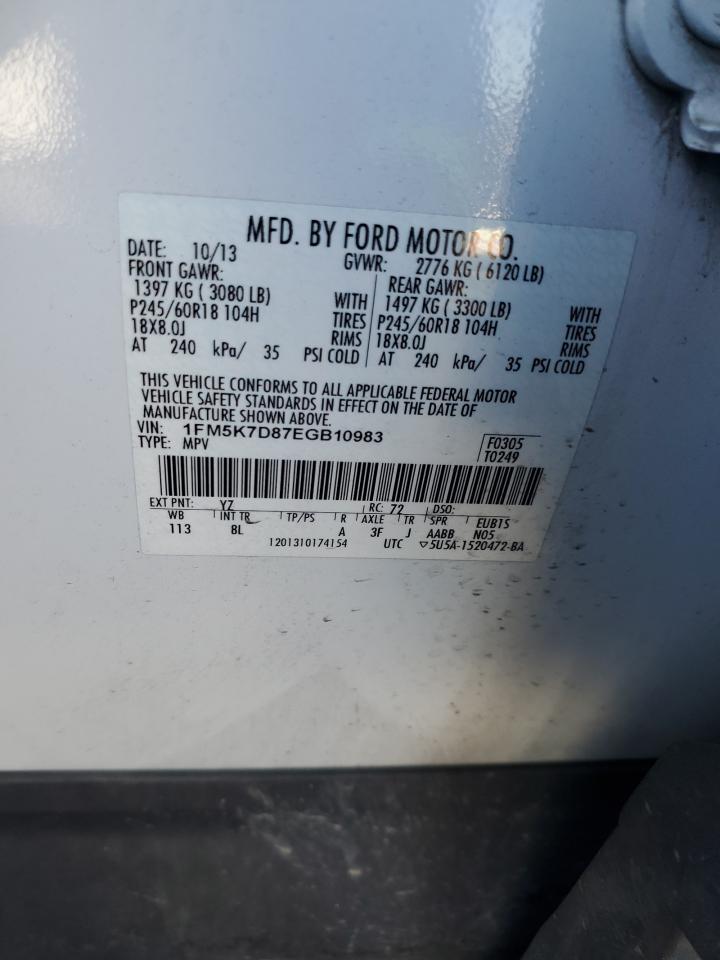 MFD. BY FORD MOTOR CO.
DATE: 10/13 GVWR: 2776 KG ( 6120 LB)
FRONT GAWR: REAR GAWR:
1397 KG ( 3080 LB) WITH 1497 KG ( 3300 LB) WITH
P245/60R18 104H TIRES P245/60R18 104H TIRES
18X8.0J RIMS 18X8.0J RIMS
AT 240 kPa/ 35 PSI COLD AT 240 kPa/ 35 PSI COLD
THIS VEHICLE CONFORMS TO ALL APPLICABLE FEDERAL MOTOR
VEHICLE SAFETY STANDARDS IN EFFECT ON THE DATE OF
MANUFACTURE SHOWN ABOVE.
VIN: 1FM5K7D87EGB10983 F0305
TYPE: MPV T0249
EXT PNT: YZ RC: 72 DSO:
WB INT TR TP/PS R AXLE TR SPR EUB1S
113 BL A 3F J AABB N05
1201310174154 UTC ▽5U5A-1520472-BA